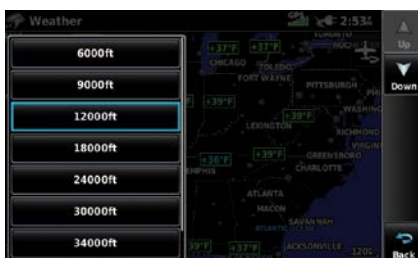 Weather
GPS
2:53
Up
Down
6000ft
9000ft
12000ft
18000ft
24000ft
30000ft
34000ft
+37°F +37°F
CHICAGO TOLEDO
FORT WAYNE PITTSBURGH
+39°F
+39°F
LEXINGTON
RICHMOND
+36°F +39°F GREENSBORO
CHARLOTTE
ATLANTA
MACON
SAVANNAH
+37°F JACKSONVILLE
Back